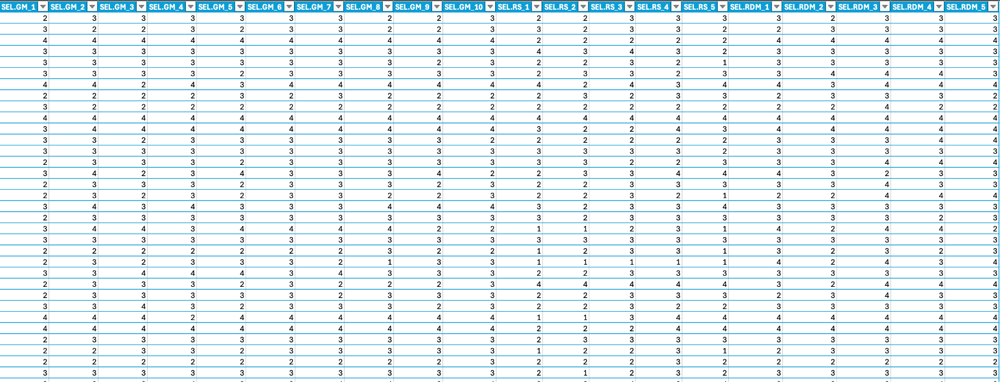 SEL.GM_1 SEL.GM_2 SEL.GM_3 SEL.GM_4 SEL.GM_5 SEL.GM_6 SEL.GM_7 SEL.GM_8 SEL.GM_9 SEL.GM_10 SEL.RS_1 SEL.RS_2 SEL.RS_3 SEL.RS_4 SEL.RS_5 SEL.RDM_1 SEL.RDM_2 SEL.RDM_3 SEL.RDM_4 SEL.RDM_5
2 3 3 3 3 3 3 2 2 3 2 2 3 3 3 3 2 3 3 3
3 2 2 3 2 3 3 2 2 3 3 2 3 3 2 2 3 3 3 3
4 4 4 4 4 4 4 4 4 4 2 2 2 2 2 4 4 4 4 4
3 3 3 3 3 3 3 3 3 3 4 3 4 3 2 3 3 3 3 3
3 3 3 3 3 3 3 3 2 3 2 2 3 2 1 3 3 3 3 3
3 3 3 3 2 3 3 3 3 3 2 3 3 2 3 3 4 4 4 3
4 4 2 4 3 4 4 4 4 4 4 2 4 3 4 4 3 4 4 4
2 2 2 2 3 2 3 2 2 2 2 3 2 3 3 2 3 3 3 2
3 2 2 2 2 2 2 2 2 2 2 2 2 2 2 2 2 4 2 2
4 4 4 4 4 4 4 4 4 4 4 4 4 4 4 4 4 4 4 4
3 4 4 4 4 4 4 4 4 4 3 2 2 4 3 4 4 4 4 4
3 3 2 3 3 3 3 3 3 2 2 2 2 2 2 3 3 3 4 4
3 3 3 3 3 3 3 3 3 3 3 3 3 3 2 3 3 3 3 3
2 3 3 3 2 3 3 3 3 3 3 3 2 2 3 3 3 4 4 4
3 4 2 3 4 3 3 3 4 2 2 3 3 4 4 4 3 2 3 3
2 3 3 3 2 3 3 3 2 3 2 2 3 3 3 3 3 4 3 3
2 3 2 3 2 3 3 2 2 3 2 2 3 2 1 2 2 4 4 4
3 4 3 4 3 3 3 4 4 4 3 2 3 3 4 3 3 3 3 3
2 3 3 3 3 3 3 3 3 3 3 2 3 3 3 3 3 3 2 3
3 4 4 3 4 4 4 4 2 2 1 1 2 3 1 4 2 4 4 2
3 3 3 3 3 3 3 3 3 3 3 3 3 3 3 3 3 3 3 3
2 2 2 2 2 2 2 3 2 2 1 2 3 3 1 3 2 3 2 3
2 3 2 3 3 3 2 1 3 3 1 1 1 1 1 4 2 4 3 4
3 3 4 4 4 3 4 3 3 3 2 2 3 3 3 3 3 3 3 3
2 3 3 3 2 3 2 2 2 3 4 4 4 4 4 3 2 4 4 4
2 3 3 3 3 3 2 3 3 3 2 2 3 3 3 2 3 4 3 3
3 3 4 3 2 3 3 3 2 3 2 2 3 2 2 3 3 3 3 3
4 4 4 2 4 4 4 4 4 4 1 1 3 4 4 4 4 4 4 4
4 4 4 4 4 4 4 4 4 4 2 2 2 4 4 4 4 4 4 4
2 3 3 3 3 3 3 3 3 3 2 3 3 3 3 3 3 3 3 3
2 2 3 3 2 3 3 3 3 3 1 2 2 3 1 2 3 3 3 3
2 2 2 2 2 2 2 2 2 3 2 2 2 3 2 2 2 2 2 2
3 3 3 3 3 3 3 3 3 3 2 1 2 3 2 3 3 3 3 3